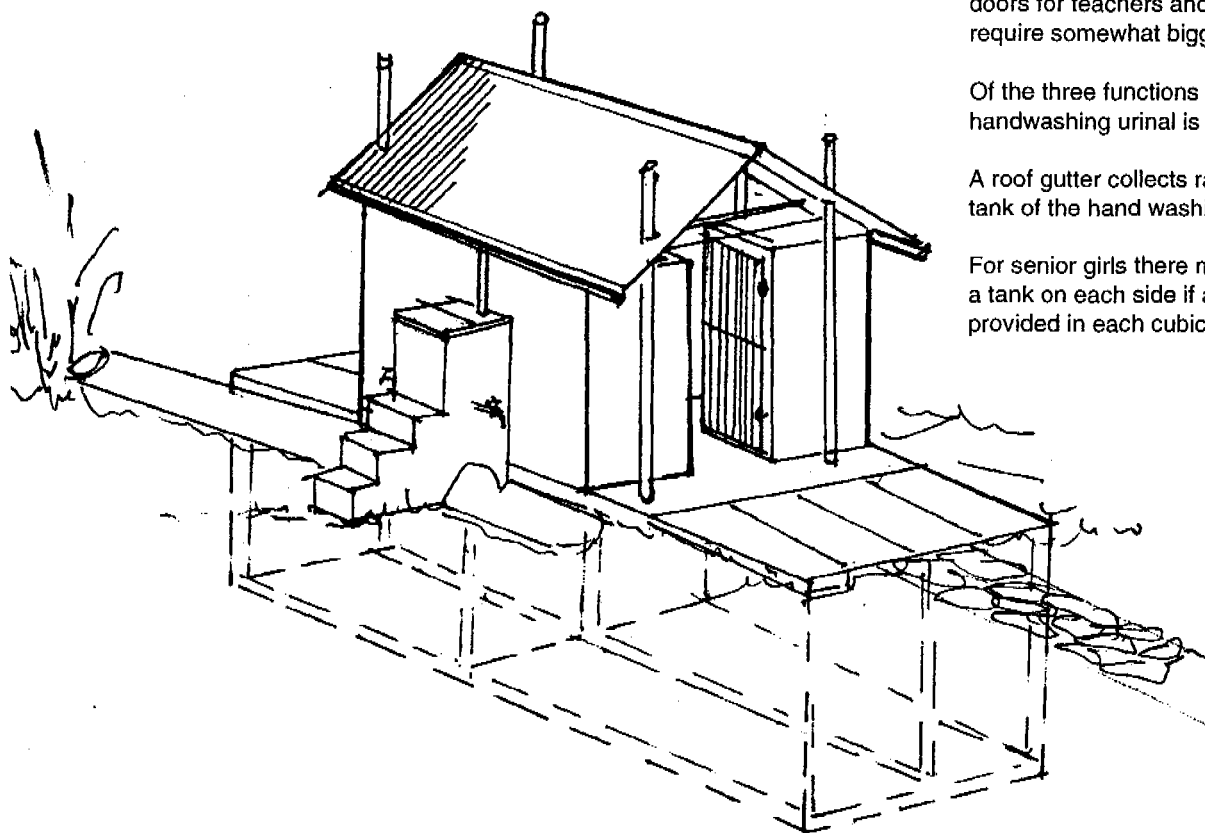 doors for teachers and
require somewhat bigg
Of the three functions
handwashing urinal is
A roof gutter collects ra
tank of the hand washi
For senior girls there m
a tank on each side if a
provided in each cubic